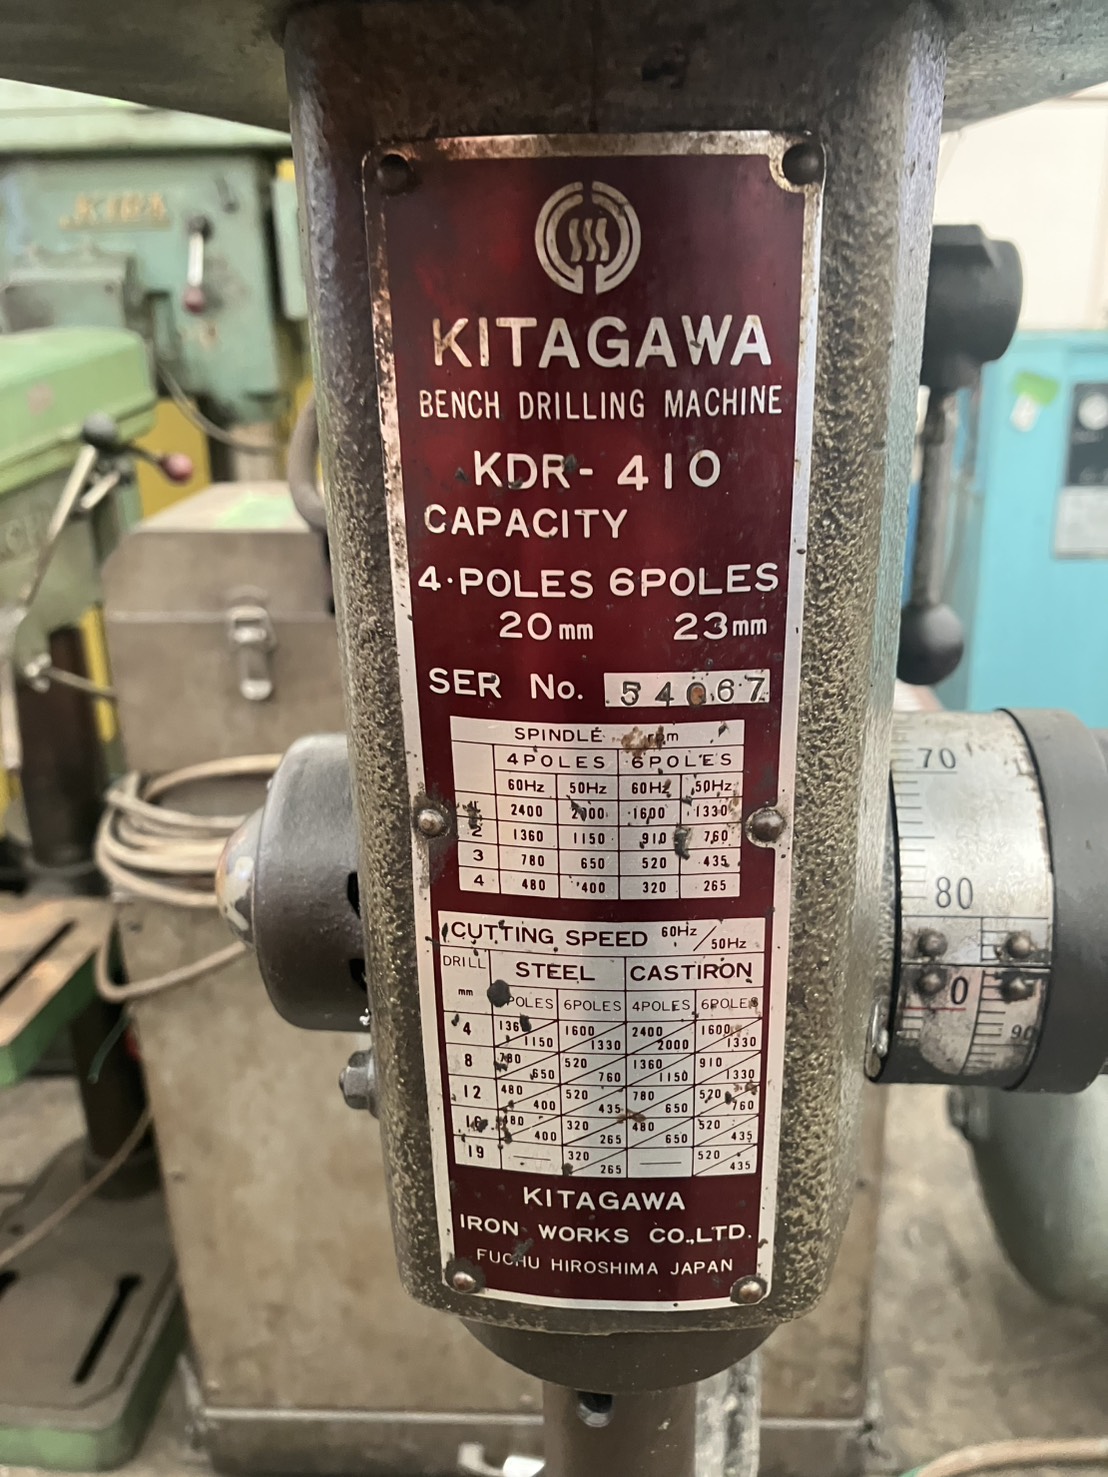 KIRA
KITAGAWA
BENCH DRILLING MACHINE
KDR-410
CAPACITY
4·POLES 6POLES
20mm 23mm
SER No. 54067
SPINDLE rpm
4POLES 6POLES
60Hz 50Hz 60Hz 50Hz
1 2400 2000 1600 1330
2 1360 1150 910 760
3 780 650 520 435
4 480 400 320 265
CUTTING SPEED 60Hz/50Hz
DRILL mm STEEL CASTIRON
POLES 6POLES 4POLES 6POLES
4 1360/1150 1600/1330 2400/2000 1600/1330
8 780/650 520/760 1360/1150 910/1330
12 480/400 520/435 780/650 520/760
16 480/400 320/265 480/650 520/435
19 — 320/265 — 520/435
KITAGAWA
IRON WORKS CO.,LTD.
FUCHU HIROSHIMA JAPAN
70
80
0
90